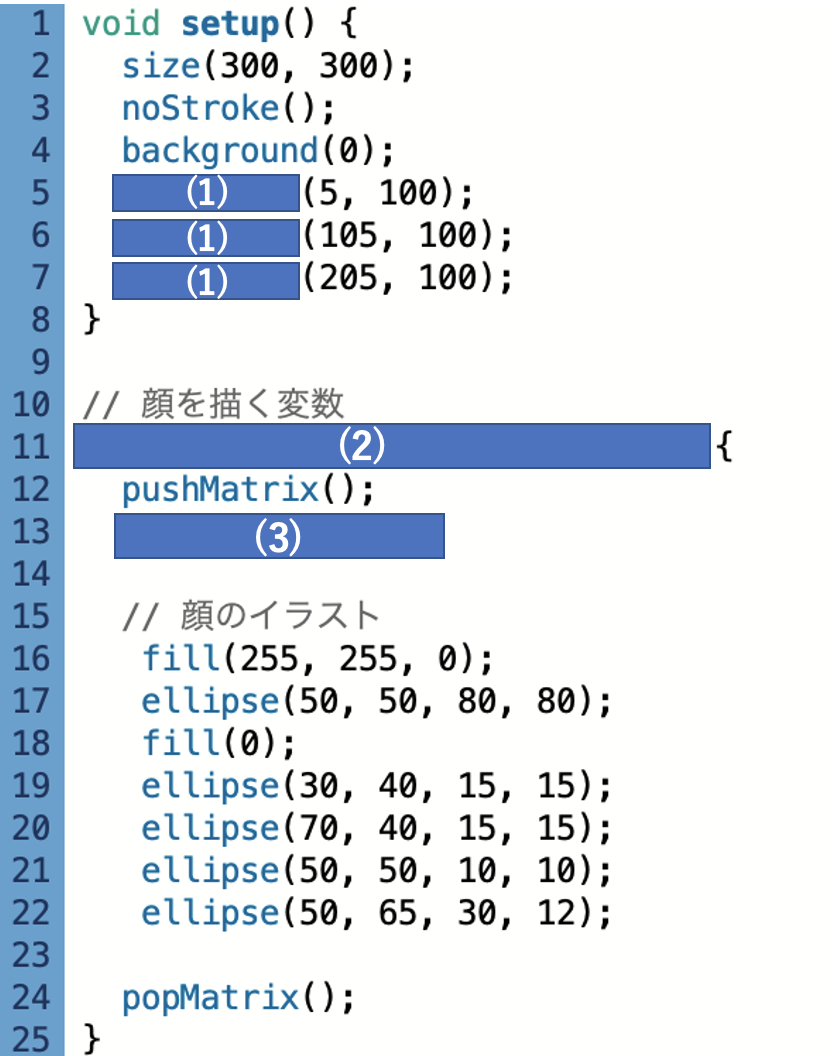 1 void setup() {
2 size(300, 300);
3 noStroke();
4 background(0);
5 (1) (5, 100);
6 (1) (105, 100);
7 (1) (205, 100);
8 }
9
10 // 顔を描く変数
11 (2) {
12 pushMatrix();
13 (3)
14
15 // 顔のイラスト
16 fill(255, 255, 0);
17 ellipse(50, 50, 80, 80);
18 fill(0);
19 ellipse(30, 40, 15, 15);
20 ellipse(70, 40, 15, 15);
21 ellipse(50, 50, 10, 10);
22 ellipse(50, 65, 30, 12);
23
24 popMatrix();
25 }